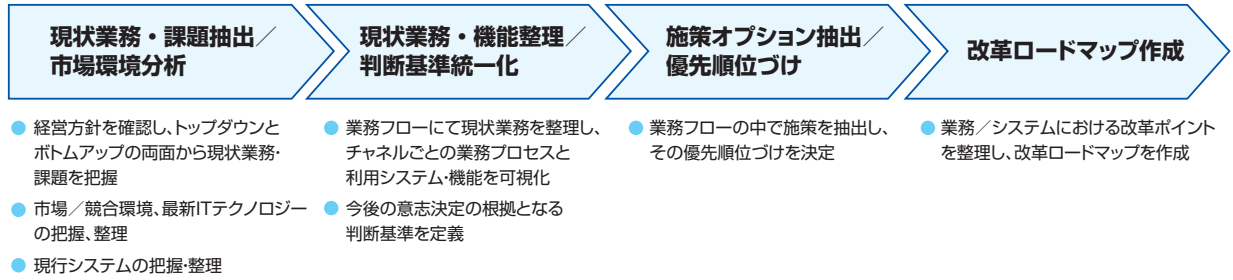 現状業務・課題抽出／
市場環境分析
現状業務・機能整理／
判断基準統一化
施策オプション抽出／
優先順位づけ
改革ロードマップ作成
● 経営方針を確認し、トップダウンと
ボトムアップの両面から現状業務・
課題を把握
● 市場／競合環境、最新ITテクノロジー
の把握、整理
● 現行システムの把握・整理
● 業務フローにて現状業務を整理し、
チャネルごとの業務プロセスと
利用システム・機能を可視化
● 今後の意志決定の根拠となる
判断基準を定義
● 業務フローの中で施策を抽出し、
その優先順位づけを決定
● 業務／システムにおける改革ポイント
を整理し、改革ロードマップを作成